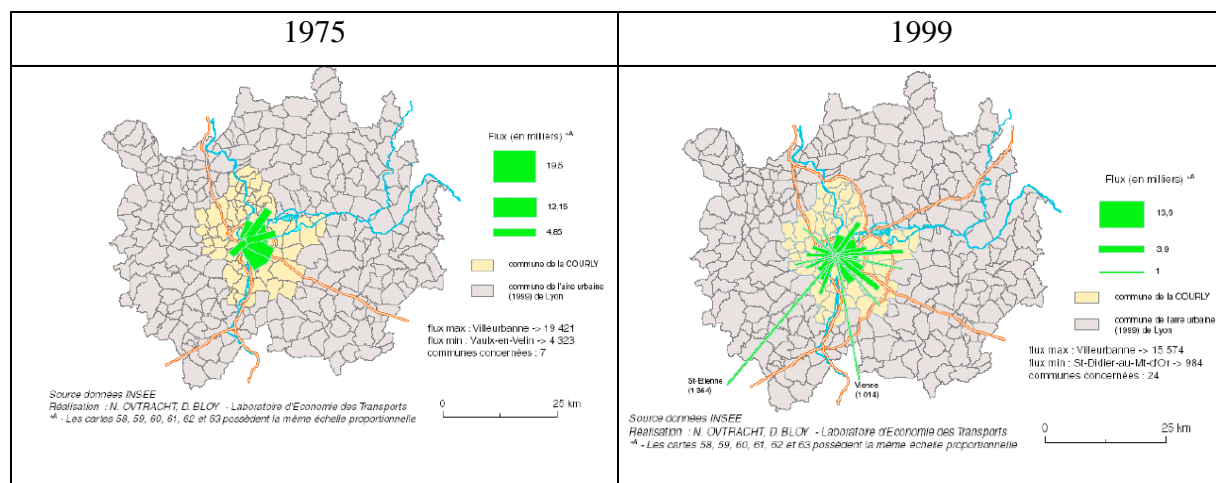 1975
1999
Flux (en milliers) *A
19,5
12,15
4,85
commune de la COURLY
commune de l'aire urbaine
(1999) de Lyon
flux max : Villeurbanne -> 19 421
flux min : Vaulx-en-Velin -> 4 323
communes concernées : 7
Source données INSEE
Réalisation : N. OVTRACHT, D. BLOY - Laboratoire d'Economie des Transports
*A - Les cartes 58, 59, 60, 61, 62 et 63 possèdent la même échelle proportionnelle
0
25 km
Flux (en milliers) *A
15,6
3,9
1
commune de la COURLY
commune de l'aire urbaine
(1999) de Lyon
flux max : Villeurbanne -> 15 574
flux min : St-Didier-au-Mt-d'Or -> 984
communes concernées : 24
St-Etienne
(1 364)
Vienne
(1 014)
Source données INSEE
Réalisation : N. OVTRACHT, D. BLOY - Laboratoire d'Economie des Transports
*A - Les cartes 58, 59, 60, 61, 62 et 63 possèdent la même échelle proportionnelle
0
25 km